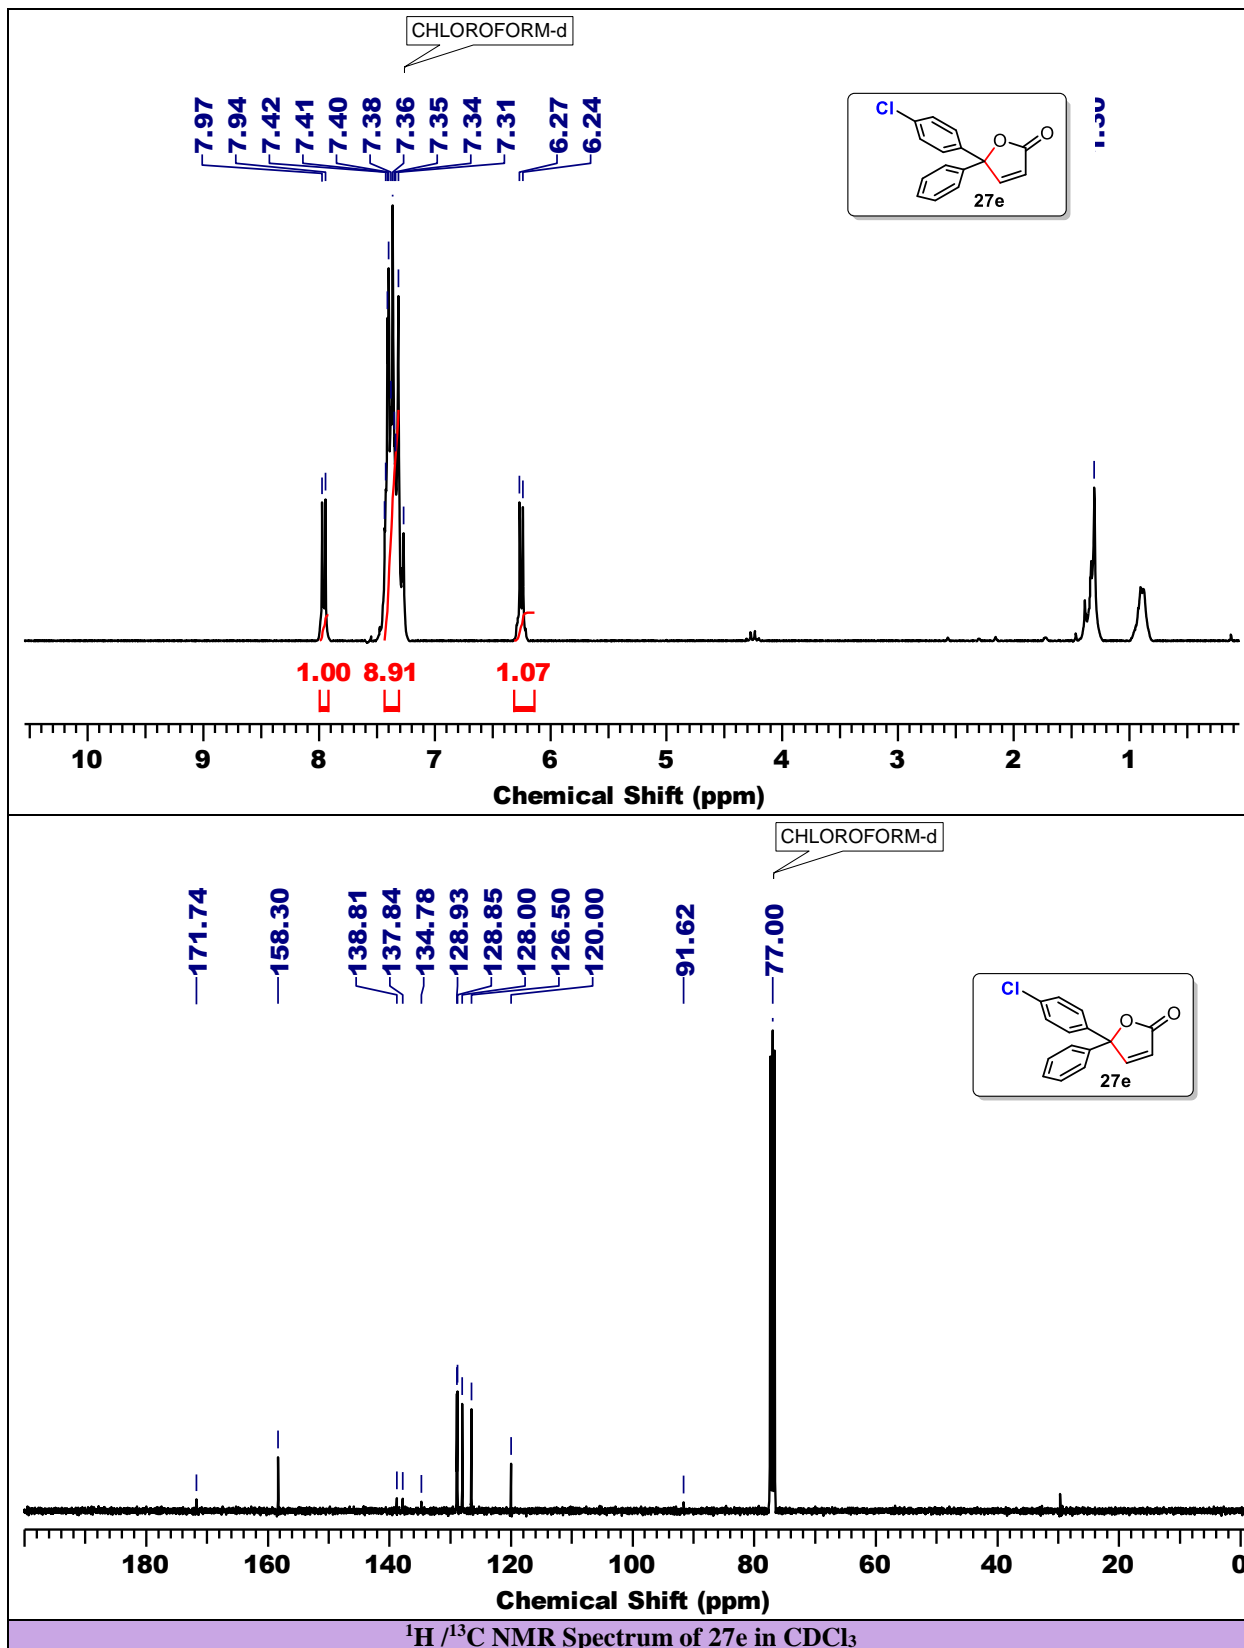 CHLOROFORM-d
7.97
7.94
7.42
7.41
7.40
7.38
7.36
7.35
7.34
7.31
6.27
6.24
1.30
Cl
O
O
27e
1.00 8.91 1.07
10 9 8 7 6 5 4 3 2 1
Chemical Shift (ppm)
CHLOROFORM-d
171.74
158.30
138.81
137.84
134.78
128.93
128.85
128.00
126.50
120.00
91.62
77.00
Cl
O
O
27e
180 160 140 120 100 80 60 40 20 0
Chemical Shift (ppm)
¹H /¹³C NMR Spectrum of 27e in CDCl₃